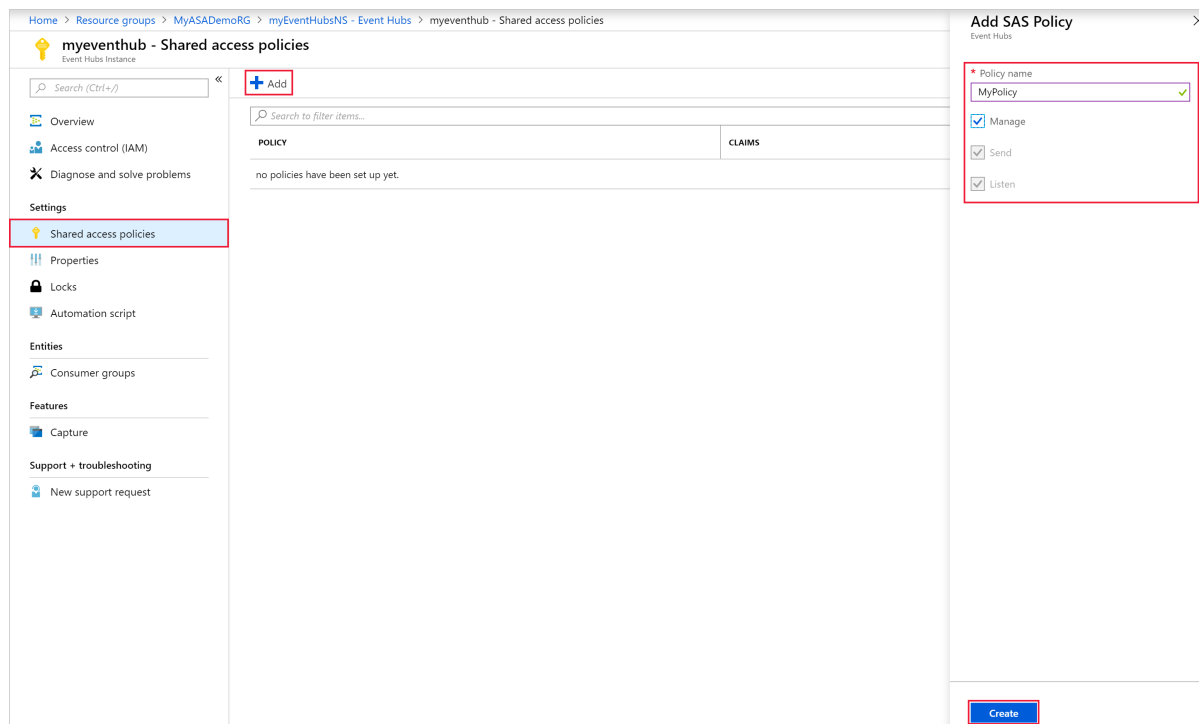 Home > Resource groups > MyASADemoRG > myEventHubsNS - Event Hubs > myeventhub - Shared access policies
myeventhub - Shared access policies
Event Hubs Instance
Search (Ctrl+/)
«
Overview
Access control (IAM)
Diagnose and solve problems
Settings
Shared access policies
Properties
Locks
Automation script
Entities
Consumer groups
Features
Capture
Support + troubleshooting
New support request
Add
Search to filter items...
POLICY CLAIMS
no policies have been set up yet.
Add SAS Policy
Event Hubs
* Policy name
MyPolicy
Manage
Send
Listen
Create